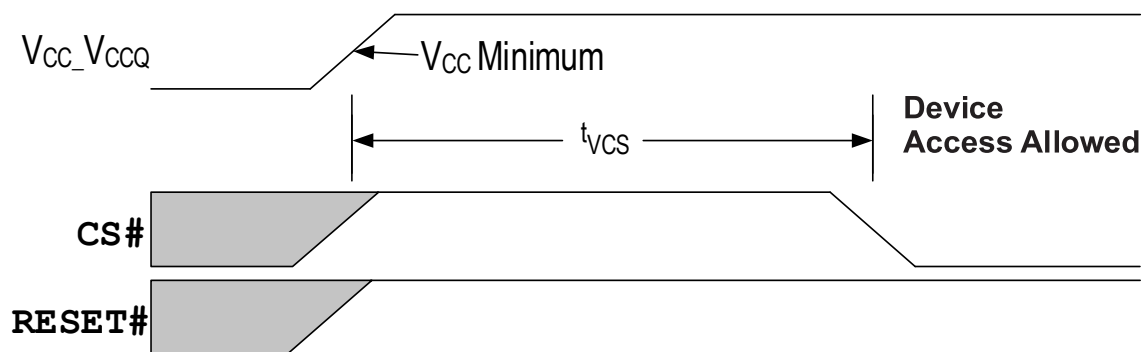 VCC_VCCQ
VCC Minimum
tVCS
Device
Access Allowed
CS#
RESET#